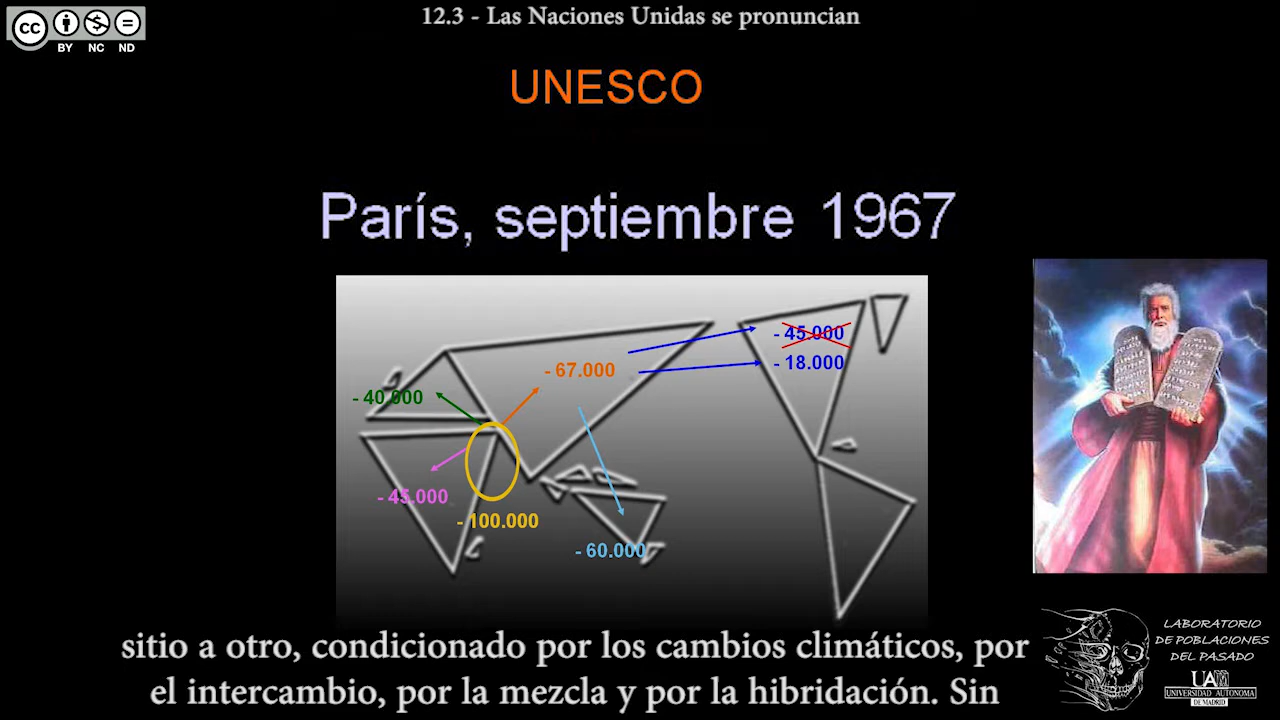 12.3 - Las Naciones Unidas se pronuncian
cc
BY NC ND
UNESCO
París, septiembre 1967
- 45.000
- 18.000
- 67.000
- 40.000
- 45.000
- 100.000
- 60.000
LABORATORIO
DE POBLACIONES
DEL PASADO
UAM
UNIVERSIDAD AUTONOMA
DE MADRID
sitio a otro, condicionado por los cambios climáticos, por
el intercambio, por la mezcla y por la hibridación. Sin